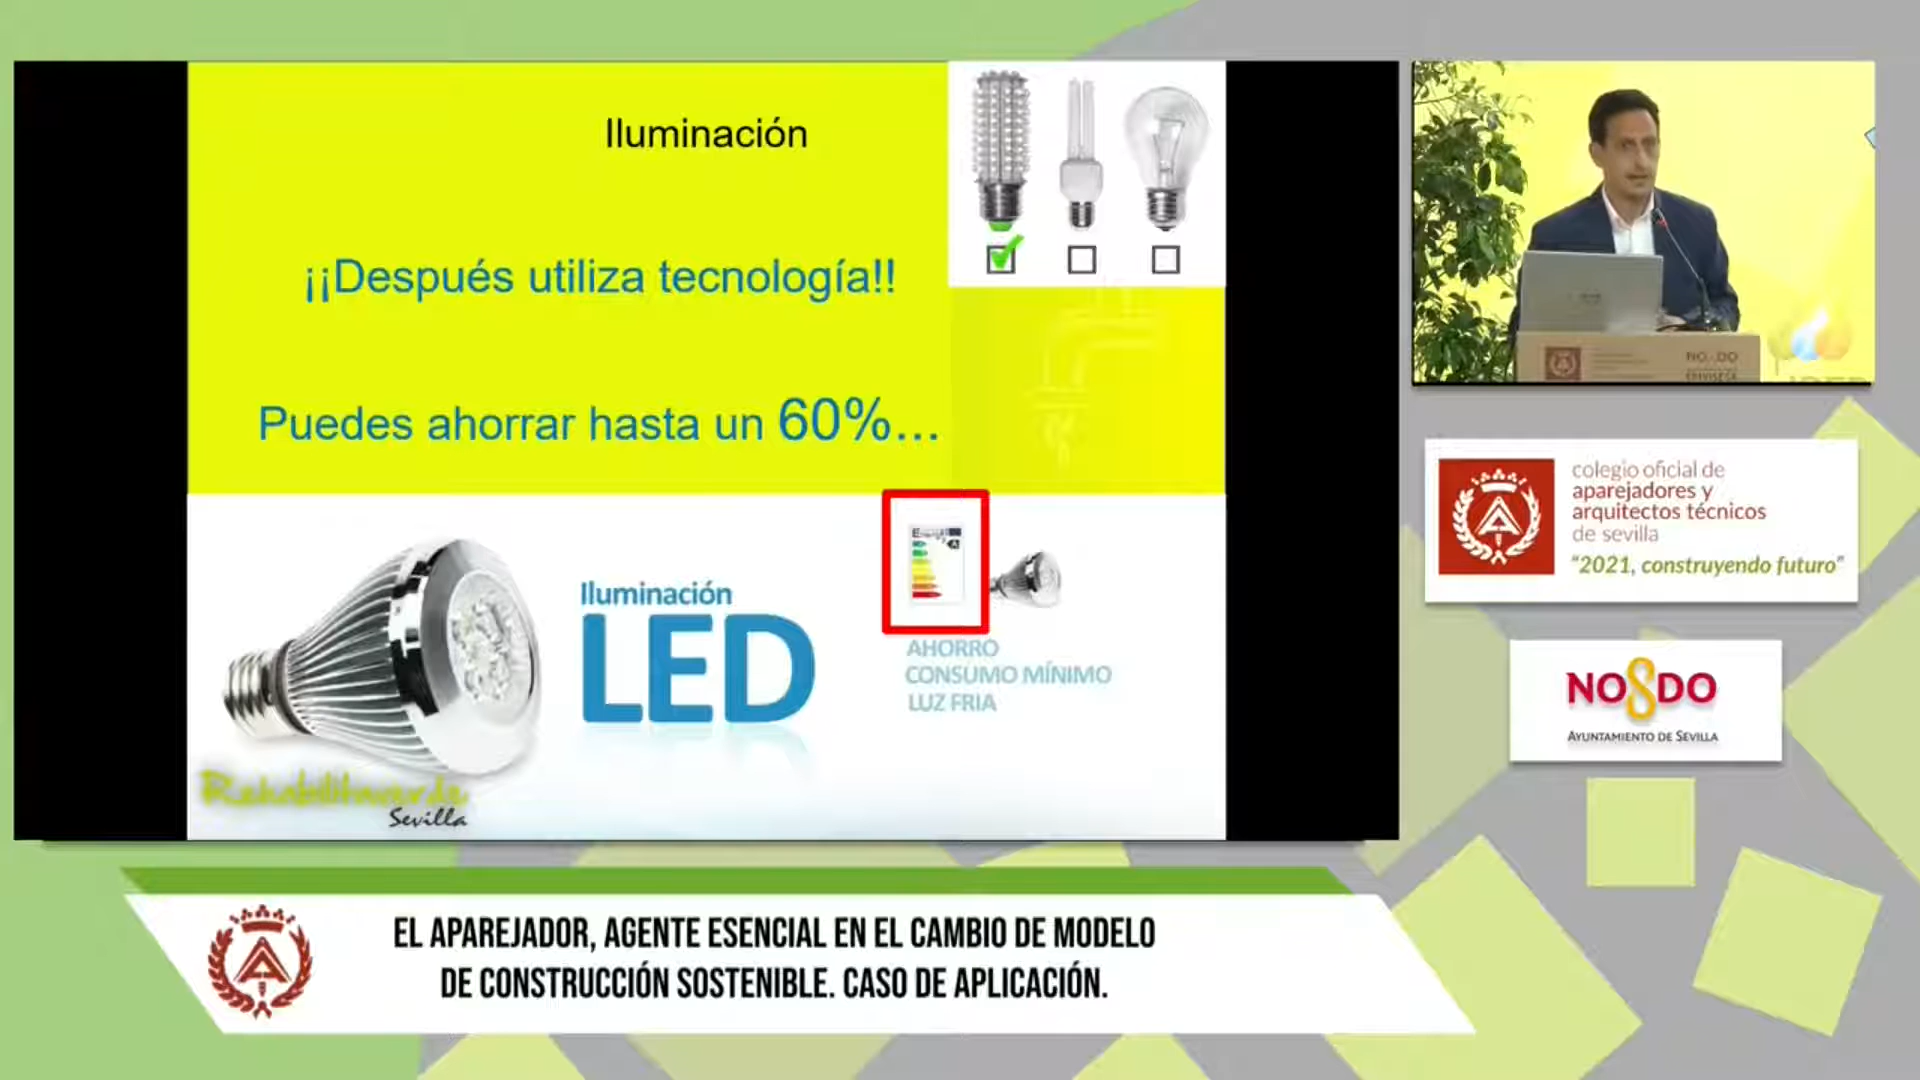 Iluminación
¡¡Después utiliza tecnología!!
Puedes ahorrar hasta un 60%...
Iluminación
LED
AHORRO
CONSUMO MÍNIMO
LUZ FRIA
Rehabilitaverde
Sevilla
NO8DO
colegio oficial de
aparejadores y
arquitectos técnicos
de sevilla
"2021, construyendo futuro"
NO8DO
AYUNTAMIENTO DE SEVILLA
EL APAREJADOR, AGENTE ESENCIAL EN EL CAMBIO DE MODELO
DE CONSTRUCCIÓN SOSTENIBLE. CASO DE APLICACIÓN.